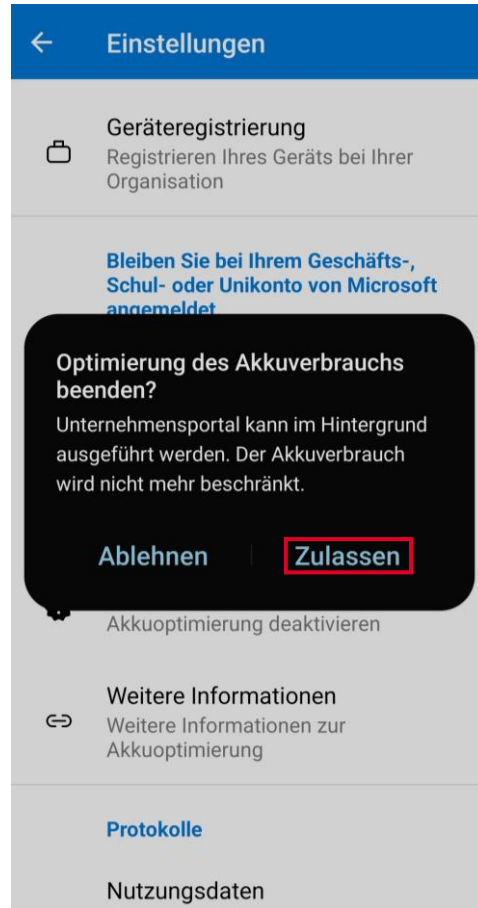 Einstellungen
Geräteregistrierung
Registrieren Ihres Geräts bei Ihrer
Organisation
Bleiben Sie bei Ihrem Geschäfts-,
Schul- oder Unikonto von Microsoft
angemeldet
Optimierung des Akkuverbrauchs
beenden?
Unternehmensportal kann im Hintergrund
ausgeführt werden. Der Akkuverbrauch
wird nicht mehr beschränkt.
Ablehnen
Zulassen
Akkuoptimierung deaktivieren
Weitere Informationen
Weitere Informationen zur
Akkuoptimierung
Protokolle
Nutzungsdaten